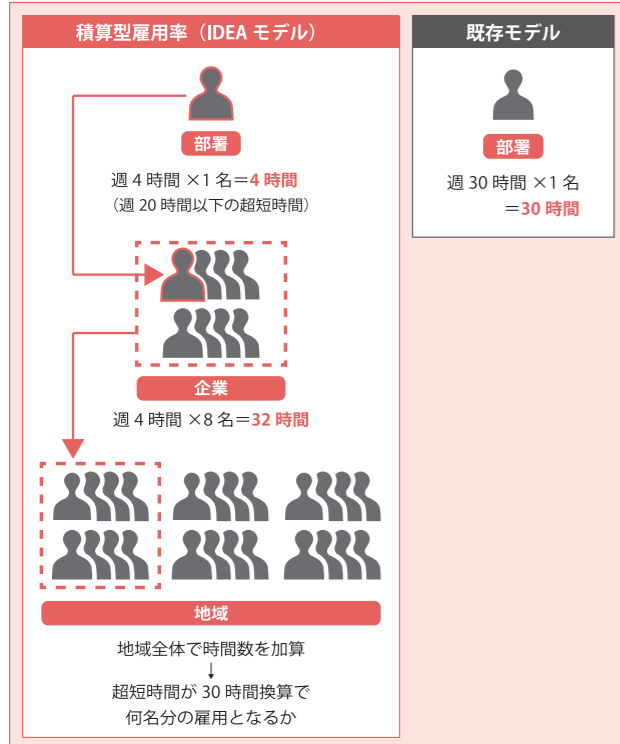 積算型雇用率（IDEA モデル）
部署
週 4 時間 ×1 名＝4 時間
（週 20 時間以下の超短時間）
企業
週 4 時間 ×8 名＝32 時間
地域
地域全体で時間数を加算
↓
超短時間が 30 時間換算で
何名分の雇用となるか
既存モデル
部署
週 30 時間 ×1 名
＝30 時間